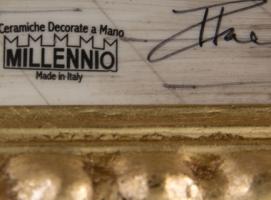 Ceramiche Decorate a Mano
MILLENNIO
Made in Italy